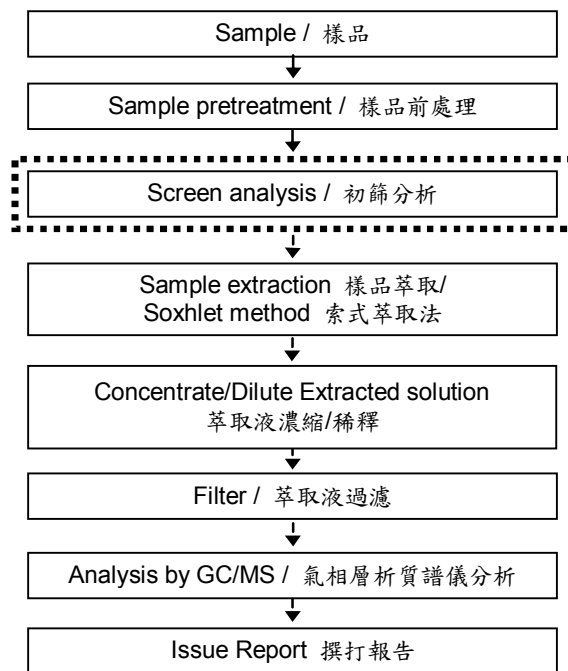 Sample / 樣品
Sample pretreatment / 樣品前處理
Screen analysis / 初篩分析
Sample extraction 樣品萃取/
Soxhlet method 索式萃取法
Concentrate/Dilute Extracted solution
萃取液濃縮/稀釋
Filter / 萃取液過濾
Analysis by GC/MS / 氣相層析質譜儀分析
Issue Report 撰打報告